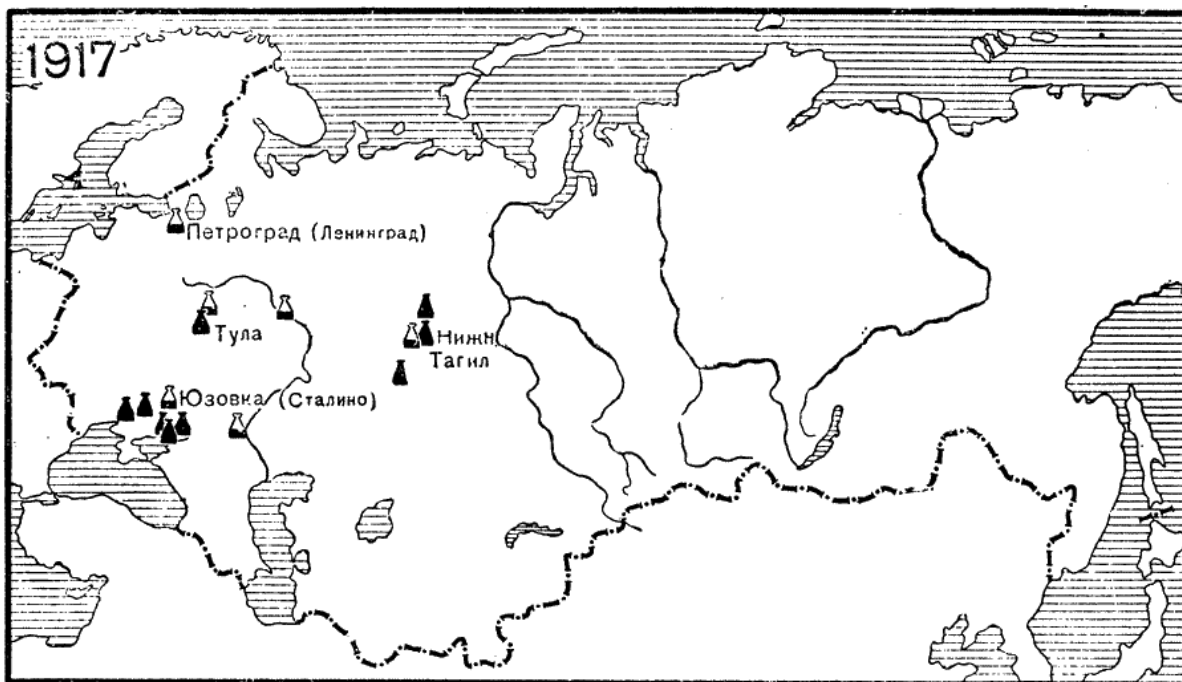 1917
Петроград (Ленинград)
Тула
Нижн.
Тагил
Юзовка (Сталино)